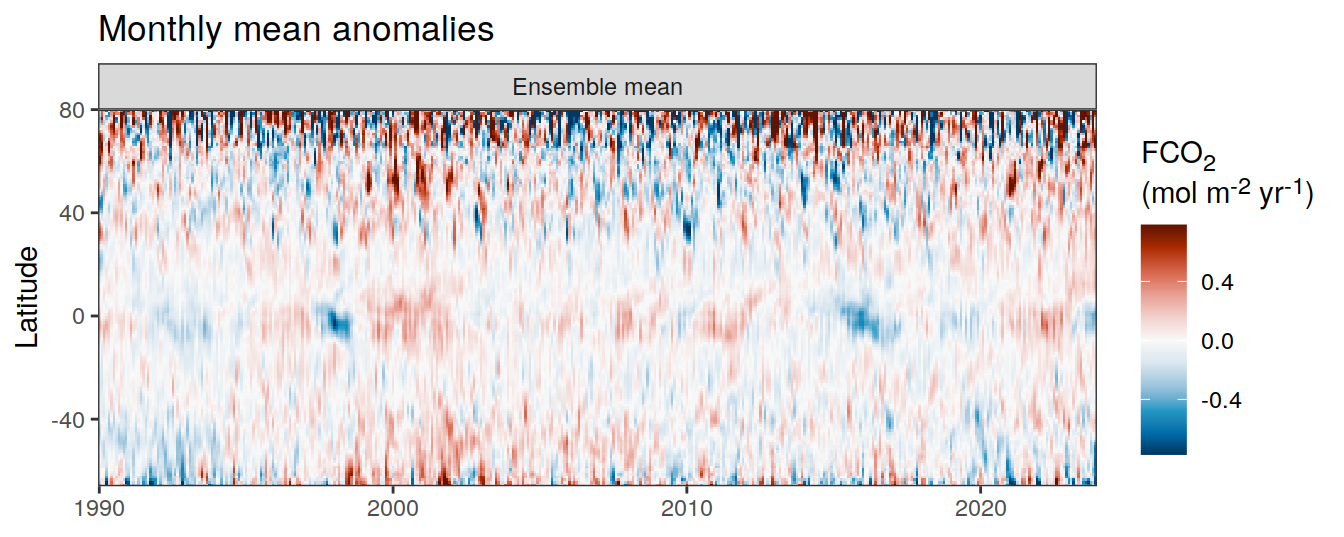 Monthly mean anomalies
Ensemble mean
80
40
0
-40
Latitude
1990 2000 2010 2020
FCO₂
(mol m⁻² yr⁻¹)
0.4
0.0
-0.4